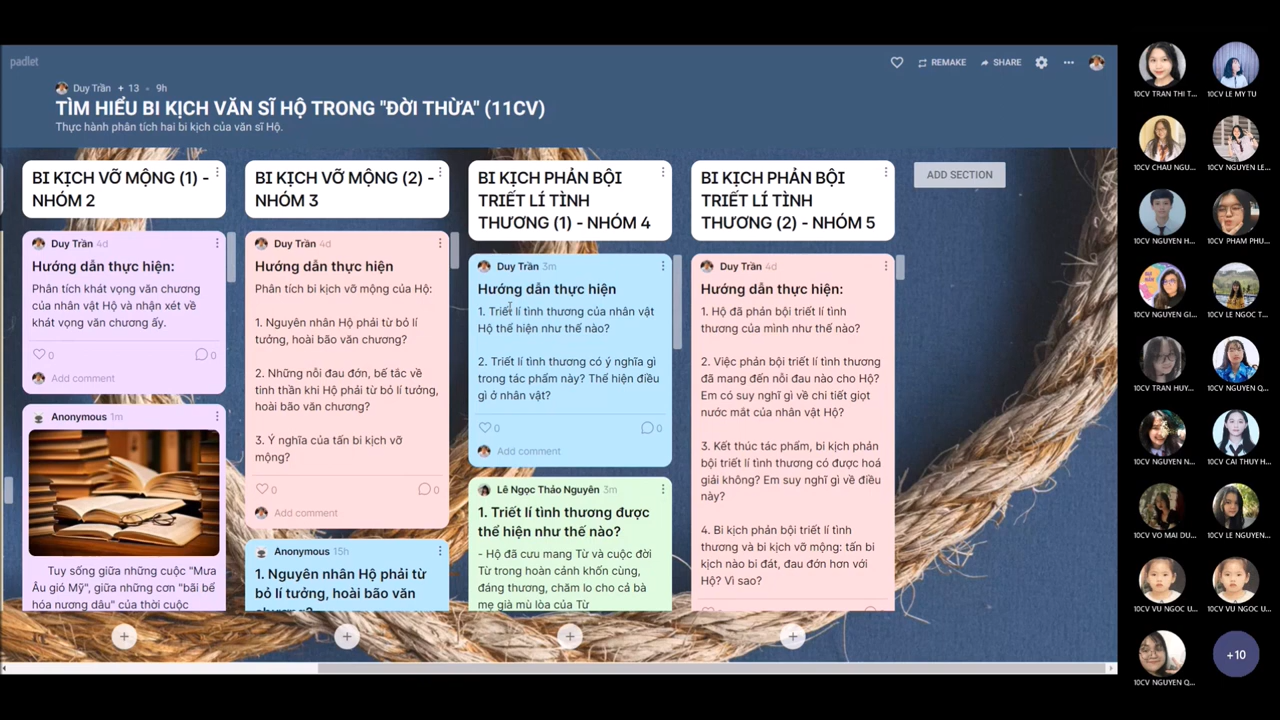 padlet
REMAKE
SHARE
Duy Trần + 13 • 9h
TÌM HIỂU BI KỊCH VĂN SĨ HỘ TRONG "ĐỜI THỪA" (11CV)
Thực hành phân tích hai bi kịch của văn sĩ Hộ.
BI KỊCH VỠ MỘNG (1) -
NHÓM 2
Duy Trần 4d
Hướng dẫn thực hiện:
Phân tích khát vọng văn chương
của nhân vật Hộ và nhận xét về
khát vọng văn chương ấy.
0
0
Add comment
Anonymous 1m
Tuy sống giữa những cuộc "Mưa
Âu gió Mỹ", giữa những cơn "bãi bể
hóa nương dâu" của thời cuộc
BI KỊCH VỠ MỘNG (2) -
NHÓM 3
Duy Trần 4d
Hướng dẫn thực hiện
Phân tích bi kịch vỡ mộng của Hộ:
1. Nguyên nhân Hộ phải từ bỏ lí
tưởng, hoài bão văn chương?
2. Những nỗi đau đớn, bế tắc về
tinh thần khi Hộ phải từ bỏ lí tưởng,
hoài bão văn chương?
3. Ý nghĩa của tấn bi kịch vỡ
mộng?
0
0
Add comment
Anonymous 15h
1. Nguyên nhân Hộ phải từ
bỏ lí tưởng, hoài bão văn
BI KỊCH PHẢN BỘI
TRIẾT LÍ TÌNH
THƯƠNG (1) - NHÓM 4
Duy Trần 3m
Hướng dẫn thực hiện
1. Triết lí tình thương của nhân vật
Hộ thể hiện như thế nào?
2. Triết lí tình thương có ý nghĩa gì
trong tác phẩm này? Thể hiện điều
gì ở nhân vật?
0
0
Add comment
Lê Ngọc Thảo Nguyên 3m
1. Triết lí tình thương được
thể hiện như thế nào?
- Hộ đã cưu mang Từ và cuộc đời
Từ trong hoàn cảnh khốn cùng,
đáng thương, chăm lo cho cả bà
mẹ già mù lòa của Từ
BI KỊCH PHẢN BỘI
TRIẾT LÍ TÌNH
THƯƠNG (2) - NHÓM 5
Duy Trần 4d
Hướng dẫn thực hiện:
1. Hộ đã phản bội triết lí tình
thương của mình như thế nào?
2. Việc phản bội triết lí tình thương
đã mang đến nỗi đau nào cho Hộ?
Em có suy nghĩ gì về chi tiết giọt
nước mắt của nhân vật Hộ?
3. Kết thúc tác phẩm, bi kịch phản
bội triết lí tình thương có được hoá
giải không? Em suy nghĩ gì về điều
này?
4. Bi kịch phản bội triết lí tình
thương và bi kịch vỡ mộng: tấn bi
kịch nào bi đát, đau đớn hơn với
Hộ? Vì sao?
ADD SECTION
10CV TRAN THI T...
10CV LE MY TU
10CV CHAU NGU...
10CV NGUYEN LE...
10CV NGUYEN H...
10CV PHAM PHU...
10CV NGUYEN GI...
10CV LE NGOC T...
10CV TRAN HUY...
10CV NGUYEN Q...
10CV NGUYEN N...
10CV CAI THUY H...
10CV VO MAI DU...
10CV LE NGUYEN...
10CV VU NGOC U...
10CV VU NGOC U...
10CV NGUYEN Q...
+10